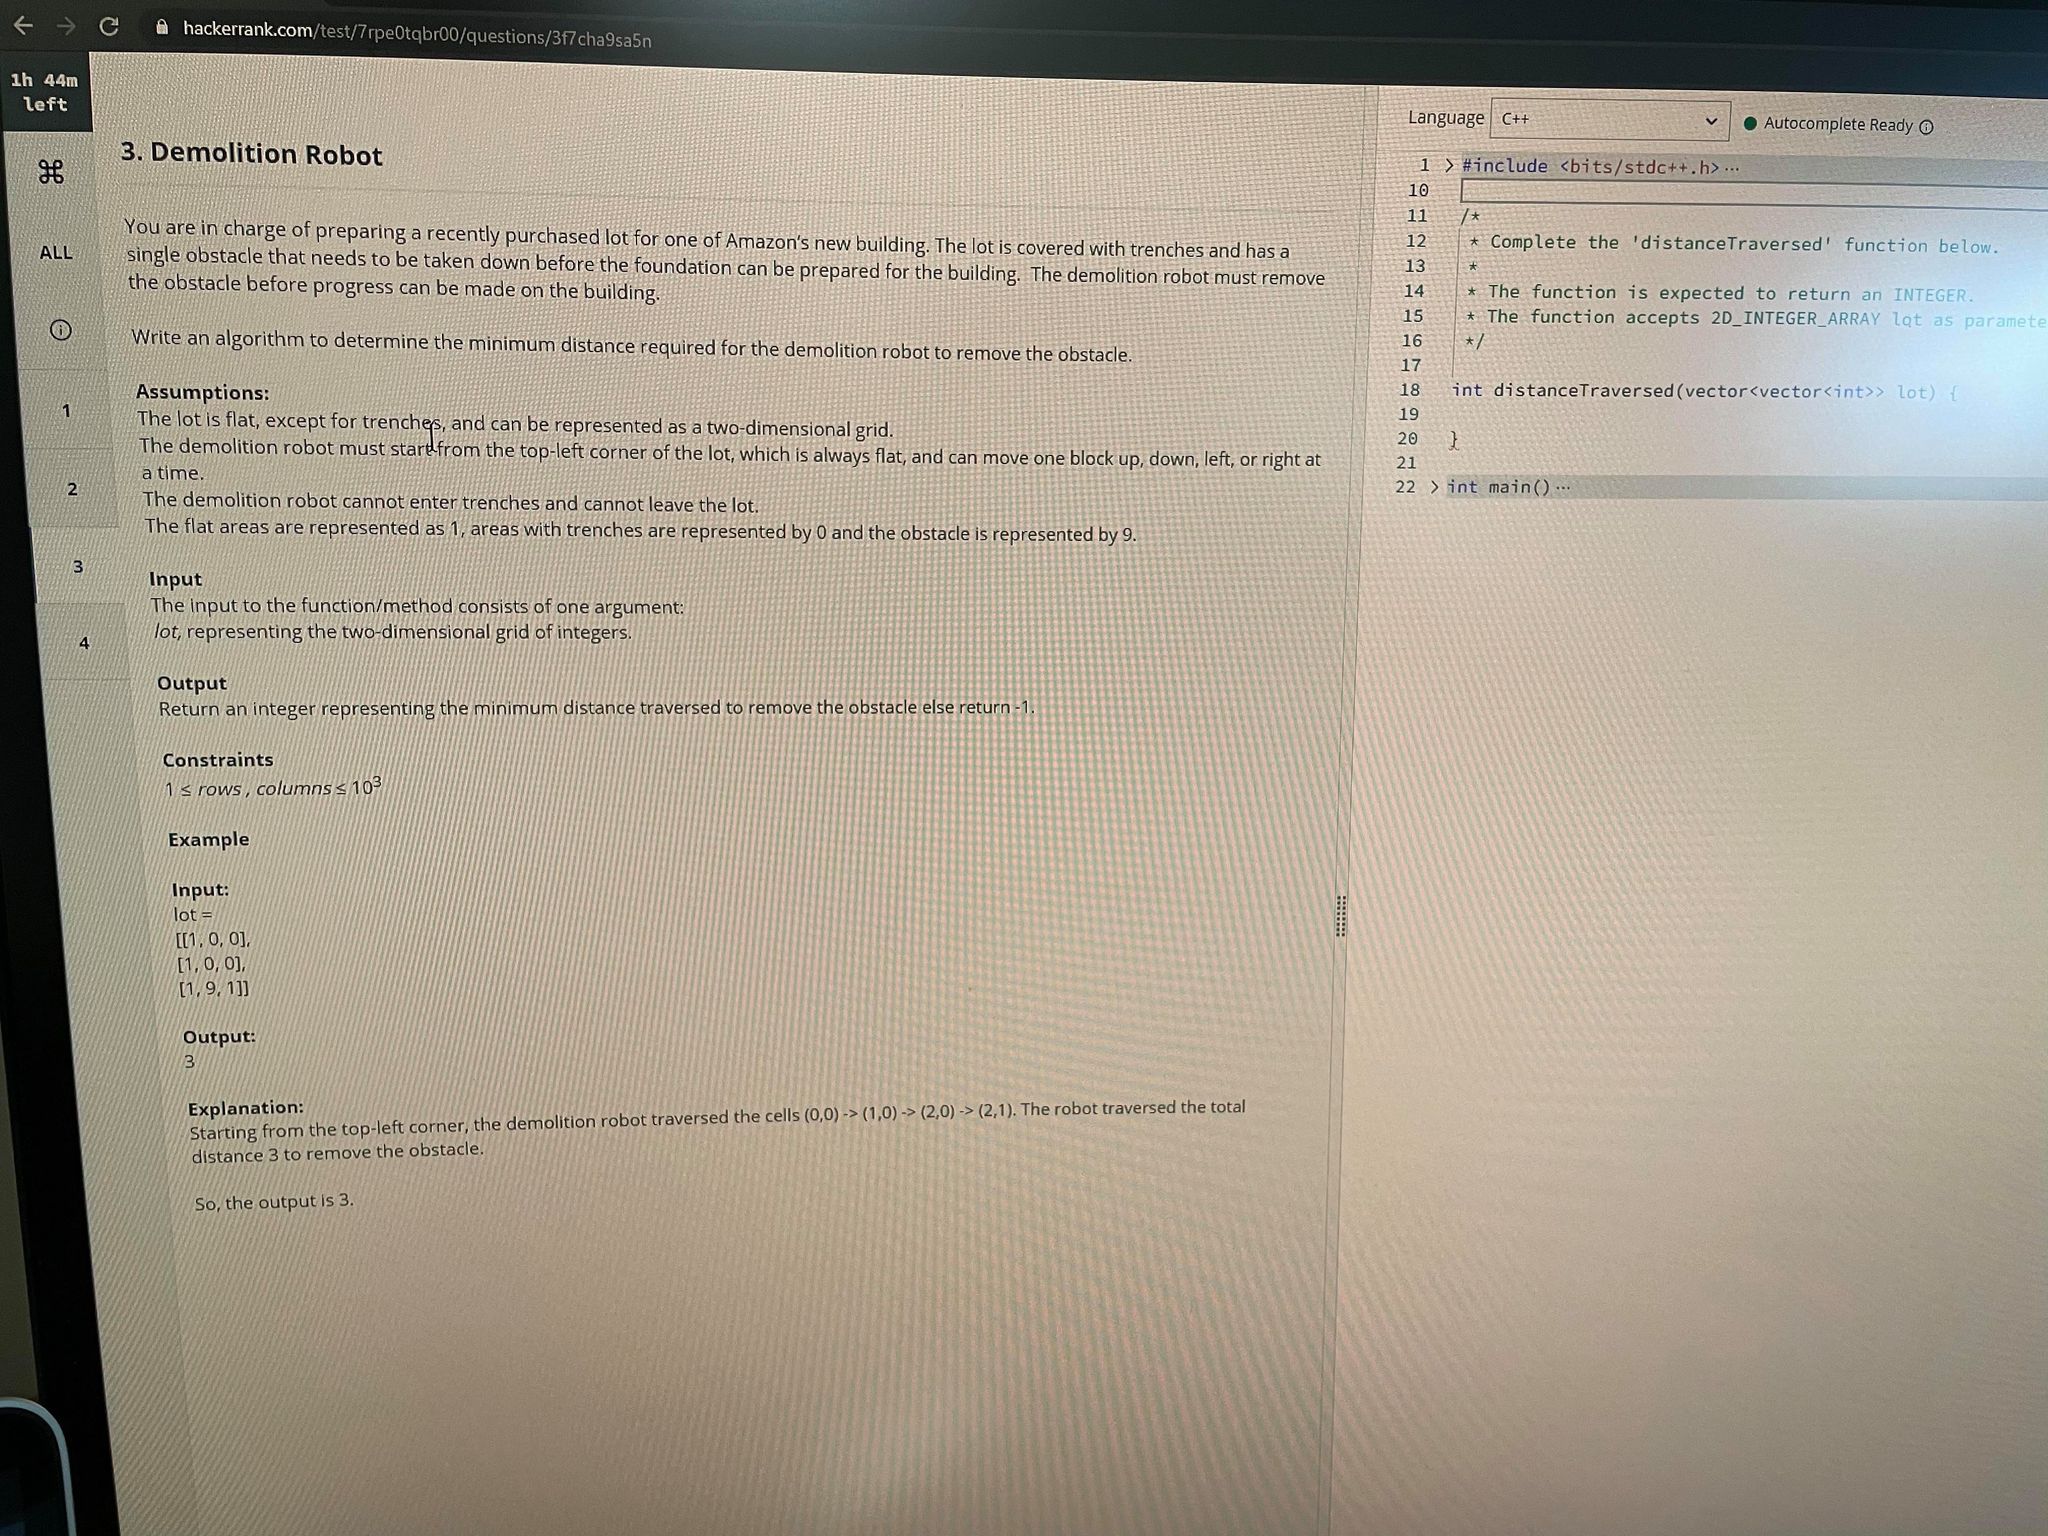 hackerrank.com/test/7rpe0tqbr00/questions/3f7cha9sa5n
1h 44m
left
ALL
1
2
3
4
3. Demolition Robot
You are in charge of preparing a recently purchased lot for one of Amazon's new building. The lot is covered with trenches and has a
single obstacle that needs to be taken down before the foundation can be prepared for the building. The demolition robot must remove
the obstacle before progress can be made on the building.
Write an algorithm to determine the minimum distance required for the demolition robot to remove the obstacle.
Assumptions:
The lot is flat, except for trenches, and can be represented as a two-dimensional grid.
The demolition robot must start from the top-left corner of the lot, which is always flat, and can move one block up, down, left, or right at
a time.
The demolition robot cannot enter trenches and cannot leave the lot.
The flat areas are represented as 1, areas with trenches are represented by 0 and the obstacle is represented by 9.
Input
The input to the function/method consists of one argument:
lot, representing the two-dimensional grid of integers.
Output
Return an integer representing the minimum distance traversed to remove the obstacle else return -1.
Constraints
1 ≤ rows , columns ≤ 10³
Example
Input:
lot =
[[1, 0, 0],
[1, 0, 0],
[1, 9, 1]]
Output:
3
Explanation:
Starting from the top-left corner, the demolition robot traversed the cells (0,0) -> (1,0) -> (2,0) -> (2,1). The robot traversed the total
distance 3 to remove the obstacle.
So, the output is 3.
Language C++ Autocomplete Ready
1 > #include <bits/stdc++.h> ...
10
11 /*
12 * Complete the 'distanceTraversed' function below.
13 *
14 * The function is expected to return an INTEGER.
15 * The function accepts 2D_INTEGER_ARRAY lot as paramete
16 */
17
18 int distanceTraversed(vector<vector<int>> lot) {
19
20 }
21
22 > int main() ...